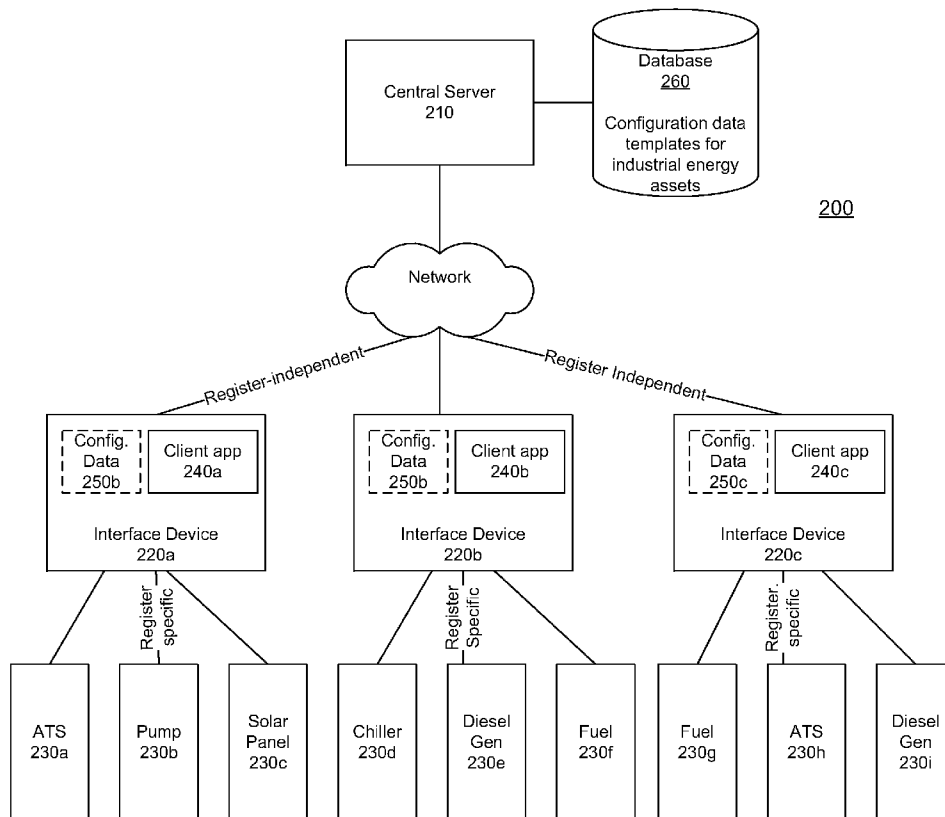 Central Server
210
Database
260
Configuration data
templates for
industrial energy
assets
200
Network
Register-independent
Register Independent
Config.
Data
250b
Client app
240a
Interface Device
220a
Config.
Data
250b
Client app
240b
Interface Device
220b
Config.
Data
250c
Client app
240c
Interface Device
220c
Register
specific
Register
Specific
Register.
specific
ATS
230a
Pump
230b
Solar
Panel
230c
Chiller
230d
Diesel
Gen
230e
Fuel
230f
Fuel
230g
ATS
230h
Diesel
Gen
230i